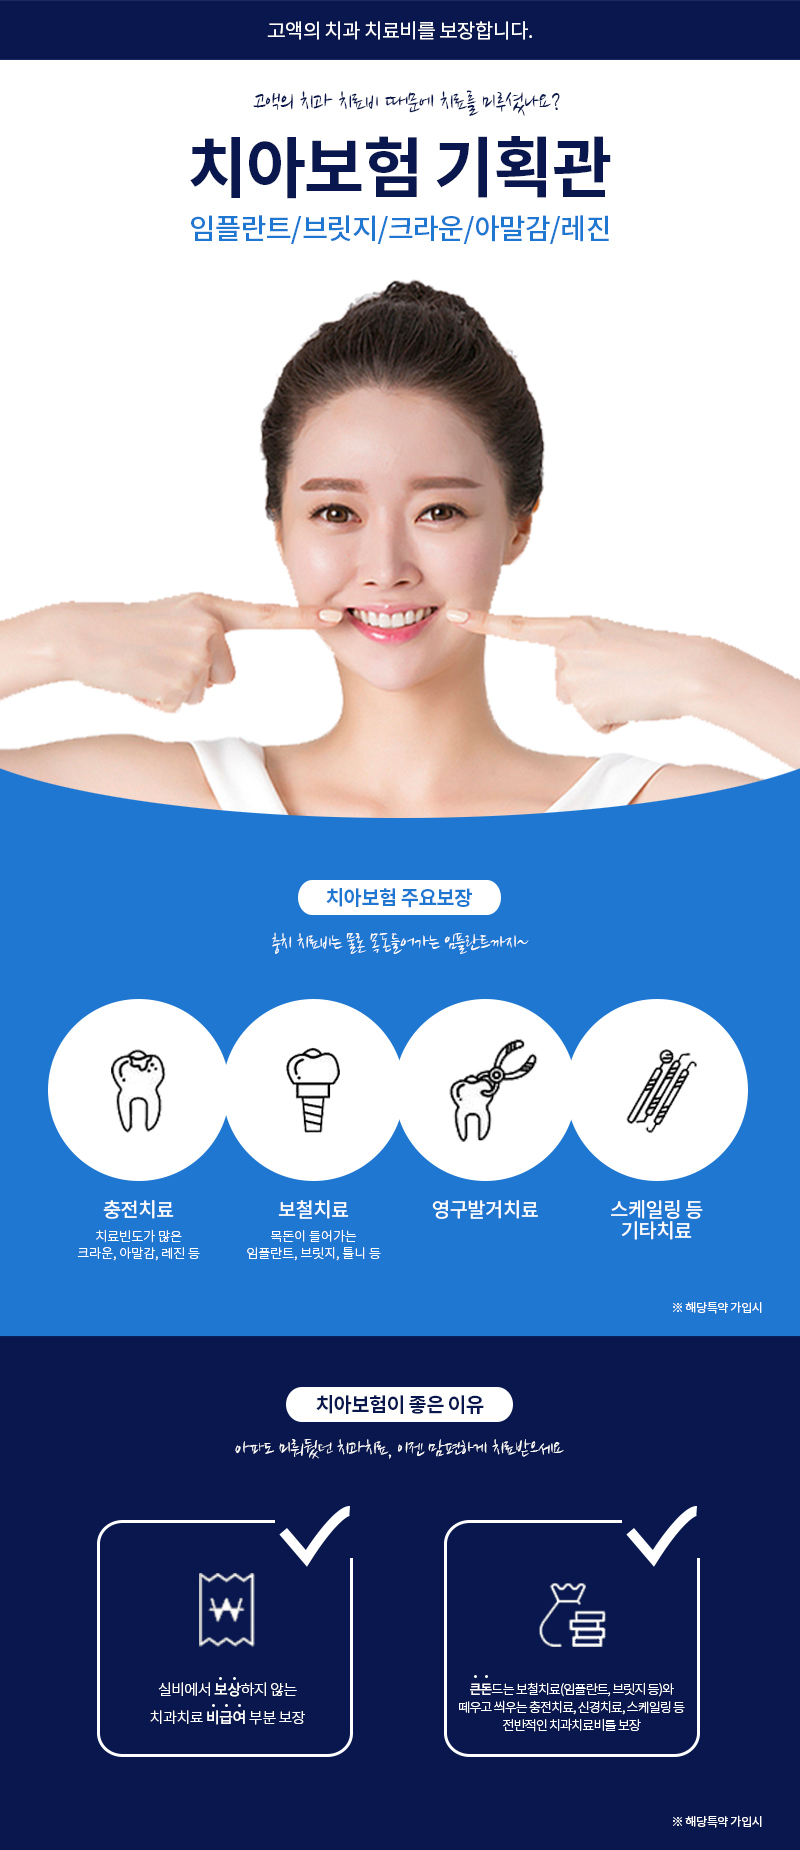 고액의 치과 치료비를 보장합니다.
고액의 치과 치료비 때문에 치료를 미루셨나요?
치아보험 기획관
임플란트/브릿지/크라운/아말감/레진
치아보험 주요보장
충치 치료비는 물론 목돈들어가는 임플란트까지~
충전치료
치료빈도가 많은
크라운, 아말감, 레진 등
보철치료
목돈이 들어가는
임플란트, 브릿지, 틀니 등
영구발거치료
스케일링 등
기타치료
※ 해당특약 가입시
치아보험이 좋은 이유
아파도 미뤄뒀던 치과치료, 이젠 맘편하게 치료받으세요
₩
실비에서 보상하지 않는
치과치료 비급여 부분 보장
큰돈드는 보철치료(임플란트, 브릿지 등)와
떼우고 씌우는 충전치료, 신경치료, 스케일링 등
전반적인 치과치료비를 보장
※ 해당특약 가입시